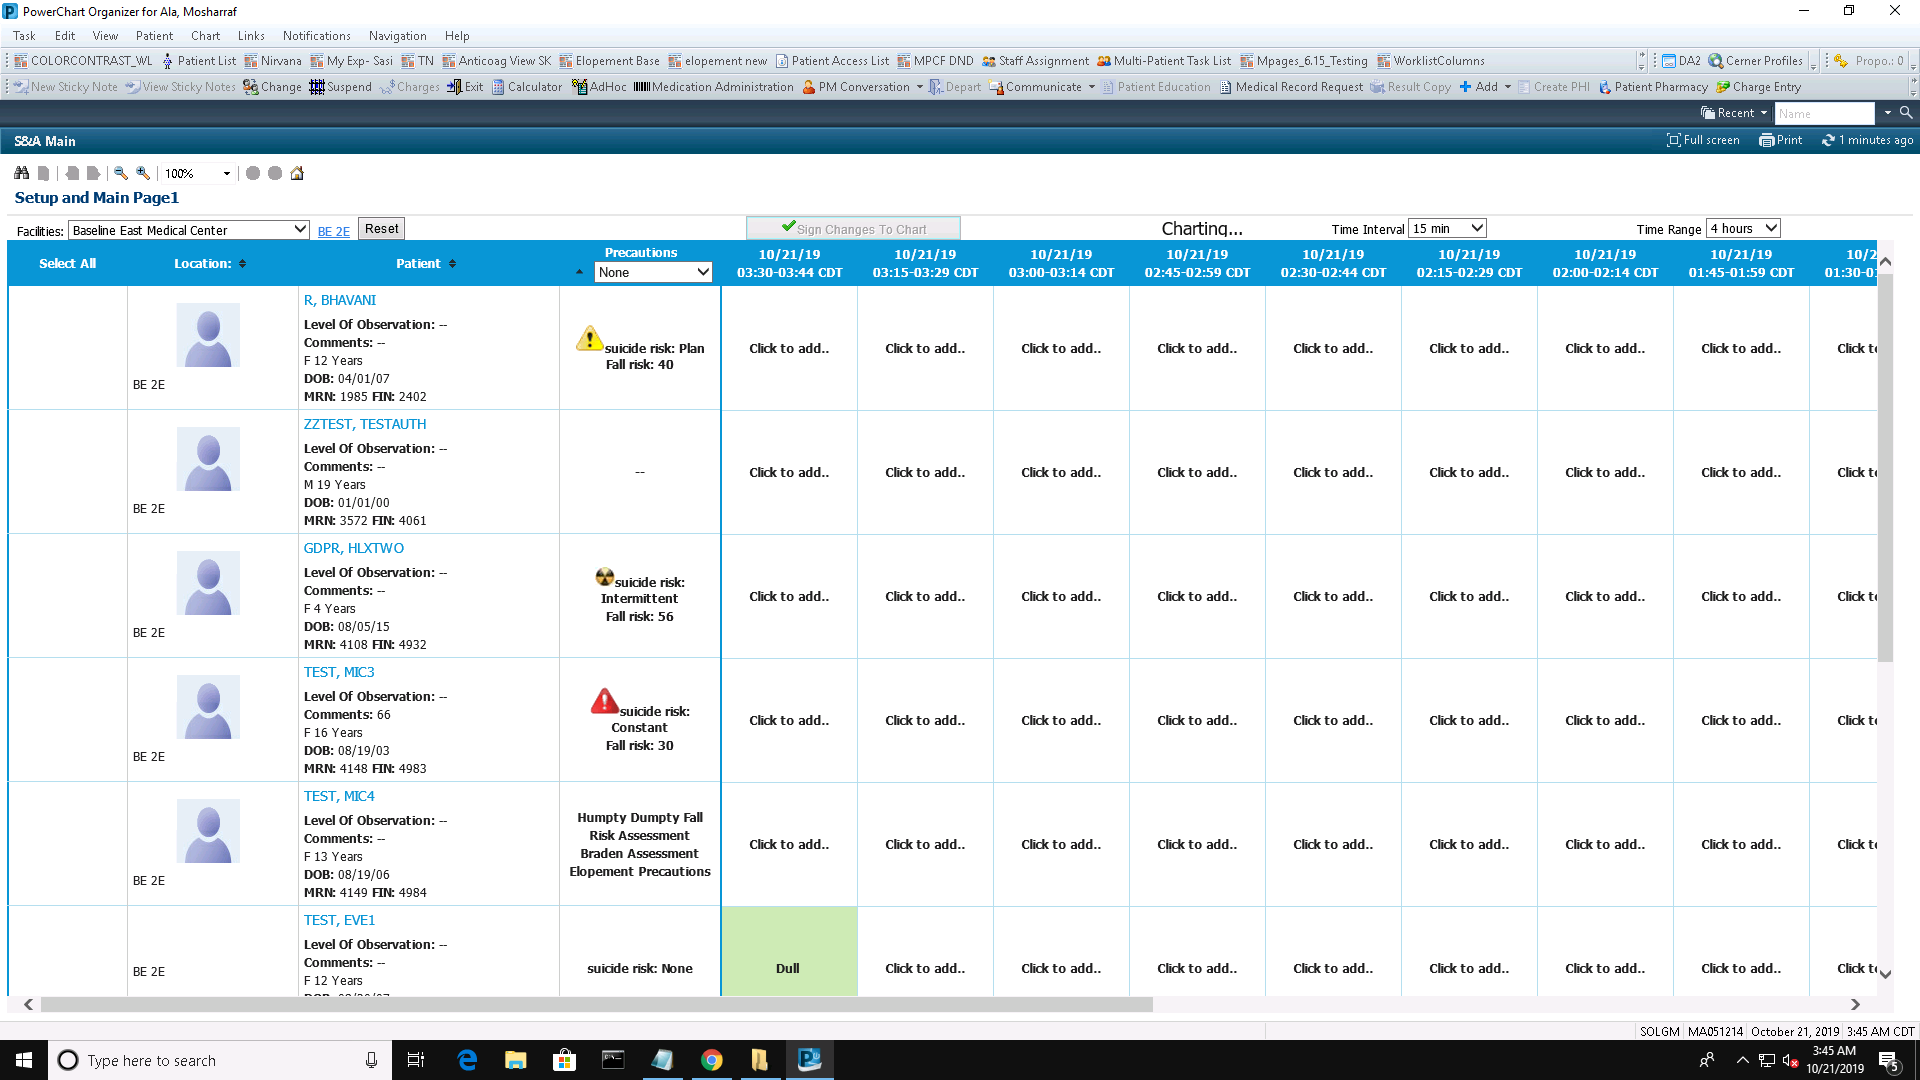 PowerChart Organizer for Ala, Mosharraf
Task Edit View Patient Chart Links Notifications Navigation Help
COLORCONTRAST_WL Patient List Nirvana My Exp- Sasi TN Anticoag View SK Elopement Base elopement new Patient Access List MPCF DND Staff Assignment Multi-Patient Task List Mpages_6.15_Testing WorklistColumns DA2 Cerner Profiles Propo.: 0
New Sticky Note View Sticky Notes Change Suspend Charges Exit Calculator AdHoc Medication Administration PM Conversation Depart Communicate Patient Education Medical Record Request Result Copy Add Create PHI Patient Pharmacy Charge Entry
Recent Name
S&A Main Full screen Print 1 minutes ago
100%
Setup and Main Page1
Facilities: Baseline East Medical Center BE 2E Reset Sign Changes To Chart Charting... Time Interval 15 min Time Range 4 hours
Select All Location: Patient Precautions None
10/21/19 10/21/19 10/21/19 10/21/19 10/21/19 10/21/19 10/21/19 10/21/19 10/2
03:30-03:44 CDT 03:15-03:29 CDT 03:00-03:14 CDT 02:45-02:59 CDT 02:30-02:44 CDT 02:15-02:29 CDT 02:00-02:14 CDT 01:45-01:59 CDT 01:30-01:
R, BHAVANI
Level Of Observation: --
Comments: --
F 12 Years
DOB: 04/01/07
MRN: 1985 FIN: 2402
BE 2E
suicide risk: Plan
Fall risk: 40
Click to add.. Click to add.. Click to add.. Click to add.. Click to add.. Click to add.. Click to add.. Click to add.. Click to
ZZTEST, TESTAUTH
Level Of Observation: --
Comments: --
M 19 Years
DOB: 01/01/00
MRN: 3572 FIN: 4061
BE 2E
--
Click to add.. Click to add.. Click to add.. Click to add.. Click to add.. Click to add.. Click to add.. Click to add.. Click to
GDPR, HLXTWO
Level Of Observation: --
Comments: --
F 4 Years
DOB: 08/05/15
MRN: 4108 FIN: 4932
BE 2E
suicide risk:
Intermittent
Fall risk: 56
Click to add.. Click to add.. Click to add.. Click to add.. Click to add.. Click to add.. Click to add.. Click to add.. Click to
TEST, MIC3
Level Of Observation: --
Comments: 66
F 16 Years
DOB: 08/19/03
MRN: 4148 FIN: 4983
BE 2E
suicide risk:
Constant
Fall risk: 30
Click to add.. Click to add.. Click to add.. Click to add.. Click to add.. Click to add.. Click to add.. Click to add.. Click to
TEST, MIC4
Level Of Observation: --
Comments: --
F 13 Years
DOB: 08/19/06
MRN: 4149 FIN: 4984
BE 2E
Humpty Dumpty Fall
Risk Assessment
Braden Assessment
Elopement Precautions
Click to add.. Click to add.. Click to add.. Click to add.. Click to add.. Click to add.. Click to add.. Click to add.. Click to
TEST, EVE1
Level Of Observation: --
Comments: --
F 12 Years
BE 2E
suicide risk: None
Dull Click to add.. Click to add.. Click to add.. Click to add.. Click to add.. Click to add.. Click to add.. Click to
SOLGM MA051214 October 21, 2019 3:45 AM CDT
Type here to search
3:45 AM
10/21/2019
5